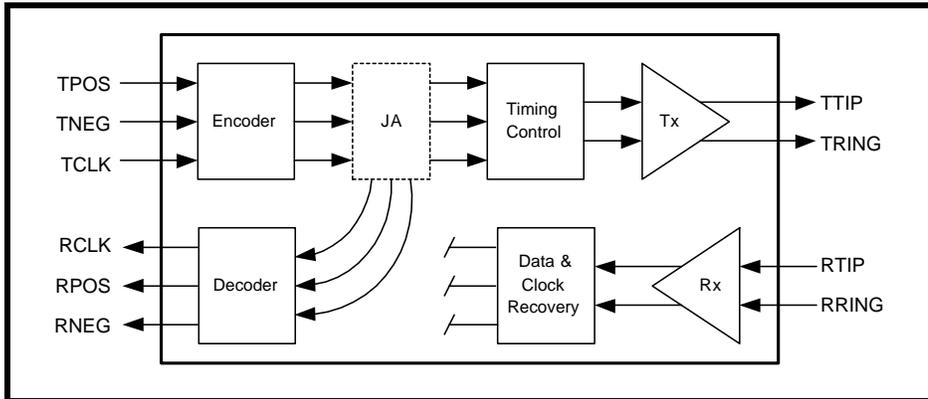 TPOS
TNEG
TCLK
Encoder
JA
Timing
Control
Tx
TTIP
TRING
RCLK
RPOS
RNEG
Decoder
Data &
Clock
Recovery
Rx
RTIP
RRING